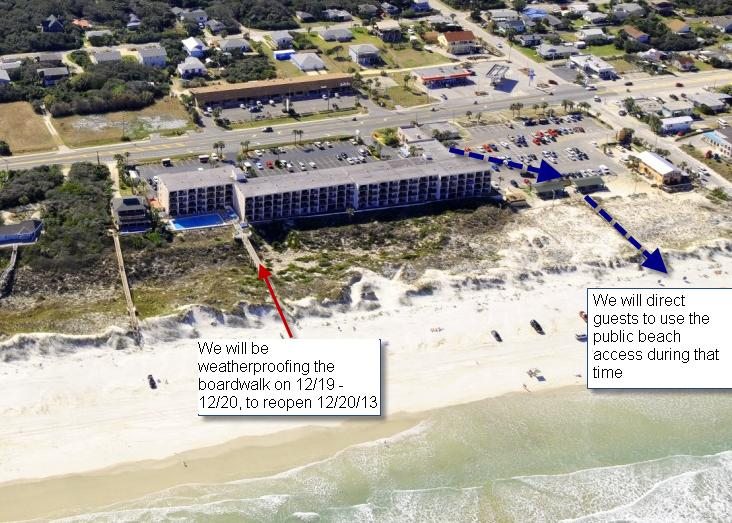 We will be
weatherproofing the
boardwalk on 12/19 -
12/20, to reopen 12/20/13
We will direct
guests to use the
public beach
access during that
time